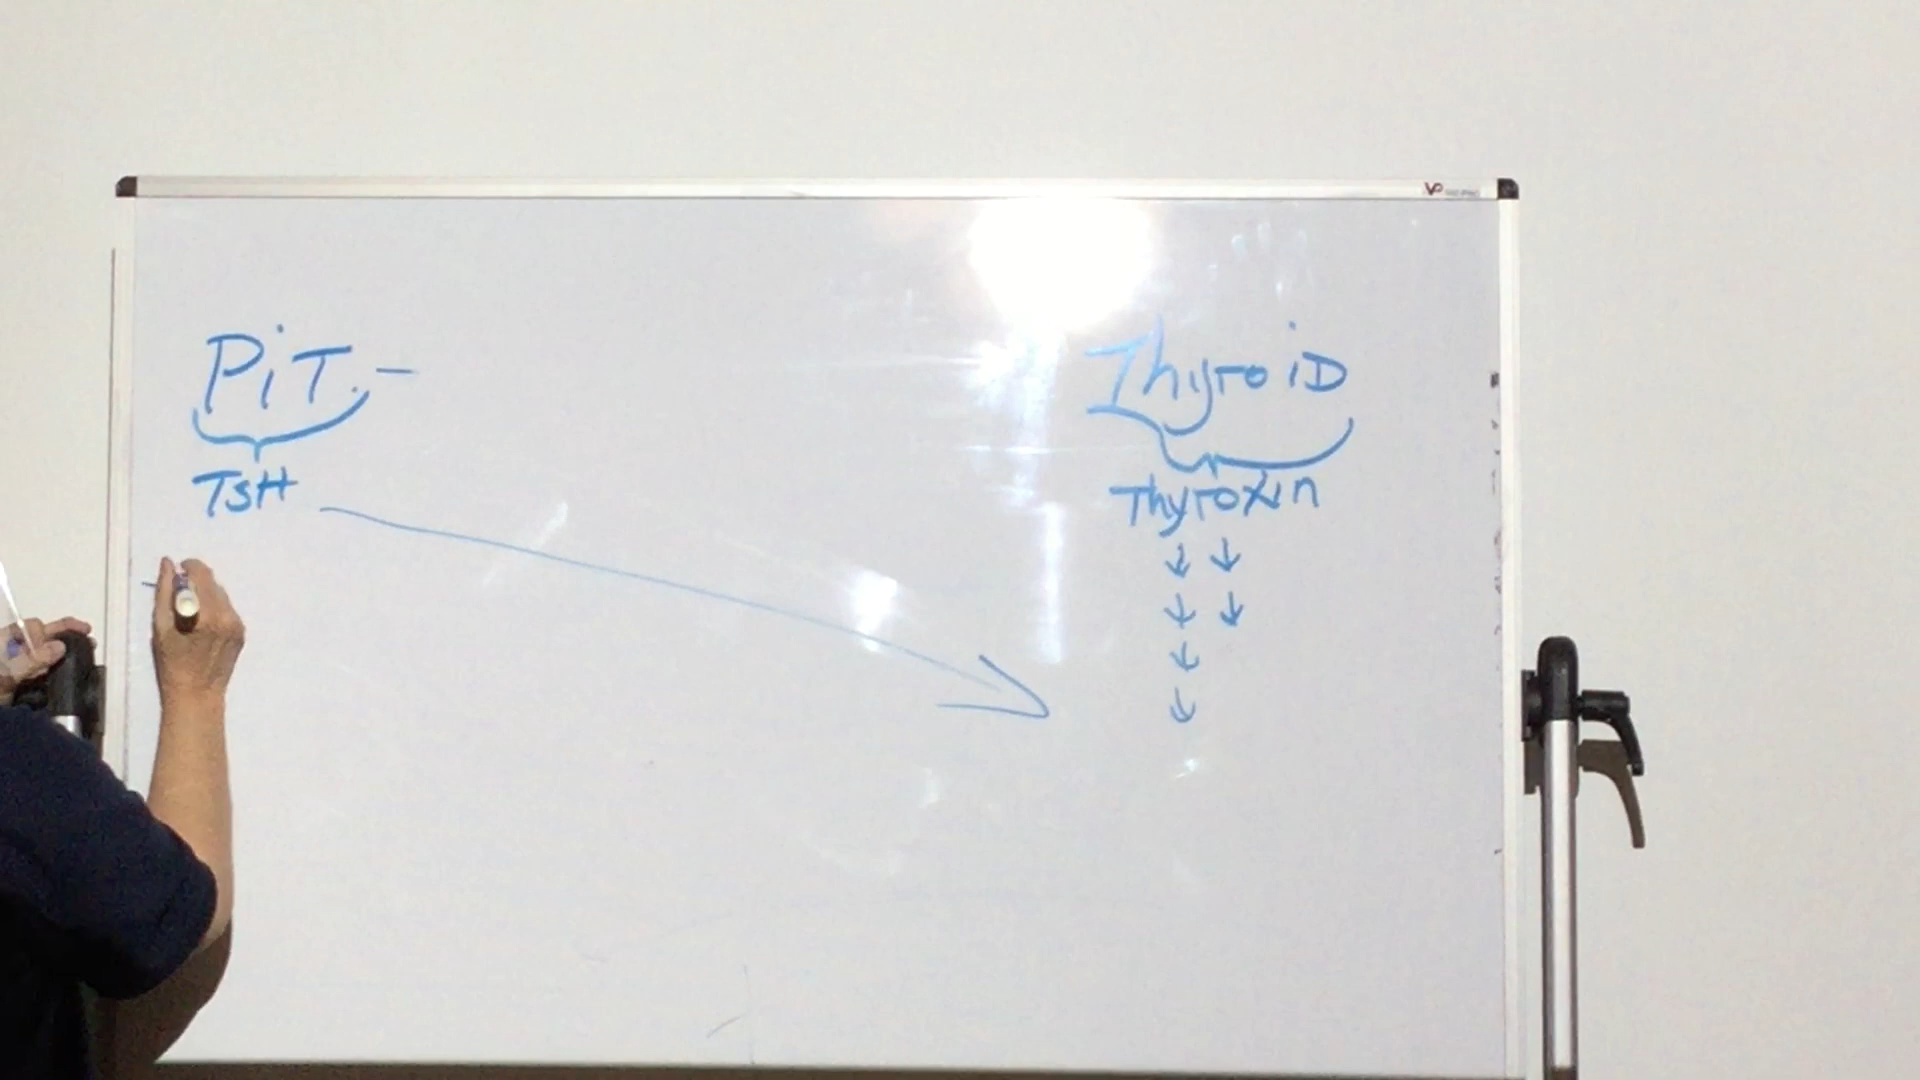 PiT. -
TSH
ThyroiD
Thyroxin
↓ ↓
↓ ↓
↓
↓